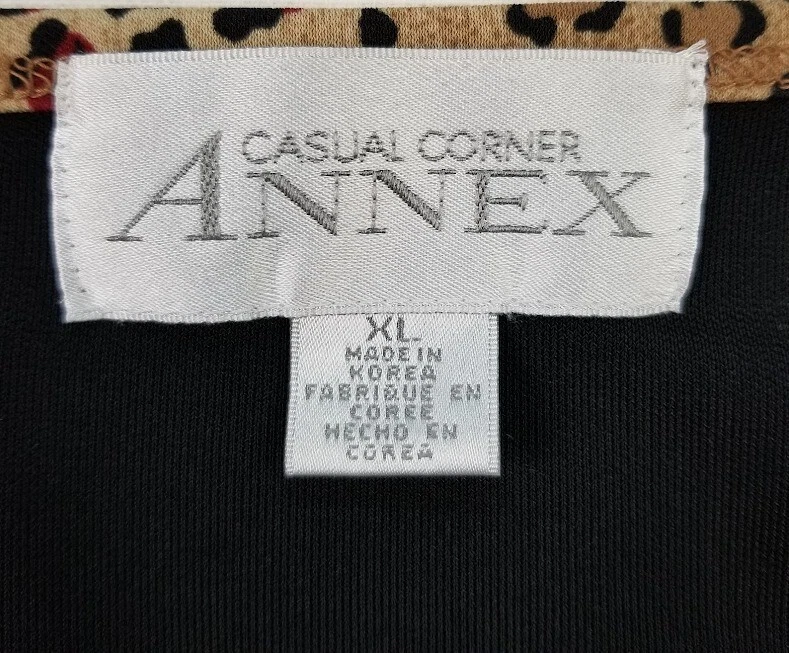 CASUAL CORNER
ANNEX
XL
MADE IN
KOREA
FABRIQUE EN
COREE
HECHO EN
COREA